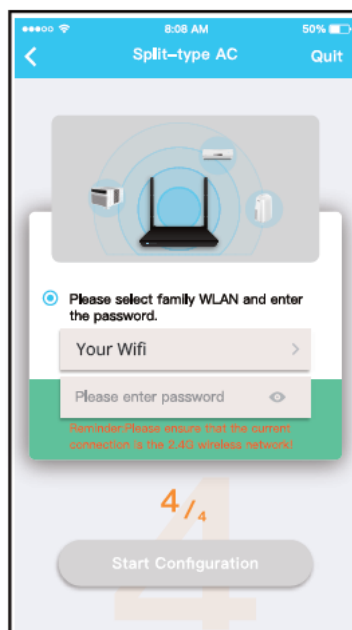 8:08 AM 50%
Split-type AC Quit
Please select family WLAN and enter
the password.
Your Wifi
Please enter password
Reminder:Please ensure that the current
connection is the 2.4G wireless network!
4/4
Start Configuration
4